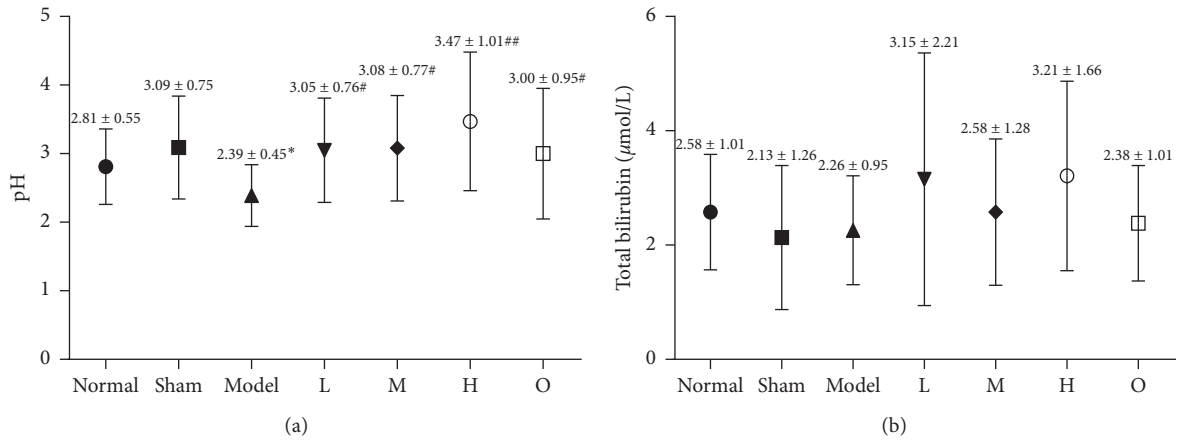 5
4
3
2
1
0
pH
2.81 ± 0.55
3.09 ± 0.75
2.39 ± 0.45*
3.05 ± 0.76#
3.08 ± 0.77#
3.47 ± 1.01##
3.00 ± 0.95#
Normal Sham Model L M H O
(a)
6
4
2
0
Total bilirubin (μmol/L)
2.58 ± 1.01
2.13 ± 1.26
2.26 ± 0.95
3.15 ± 2.21
2.58 ± 1.28
3.21 ± 1.66
2.38 ± 1.01
Normal Sham Model L M H O
(b)